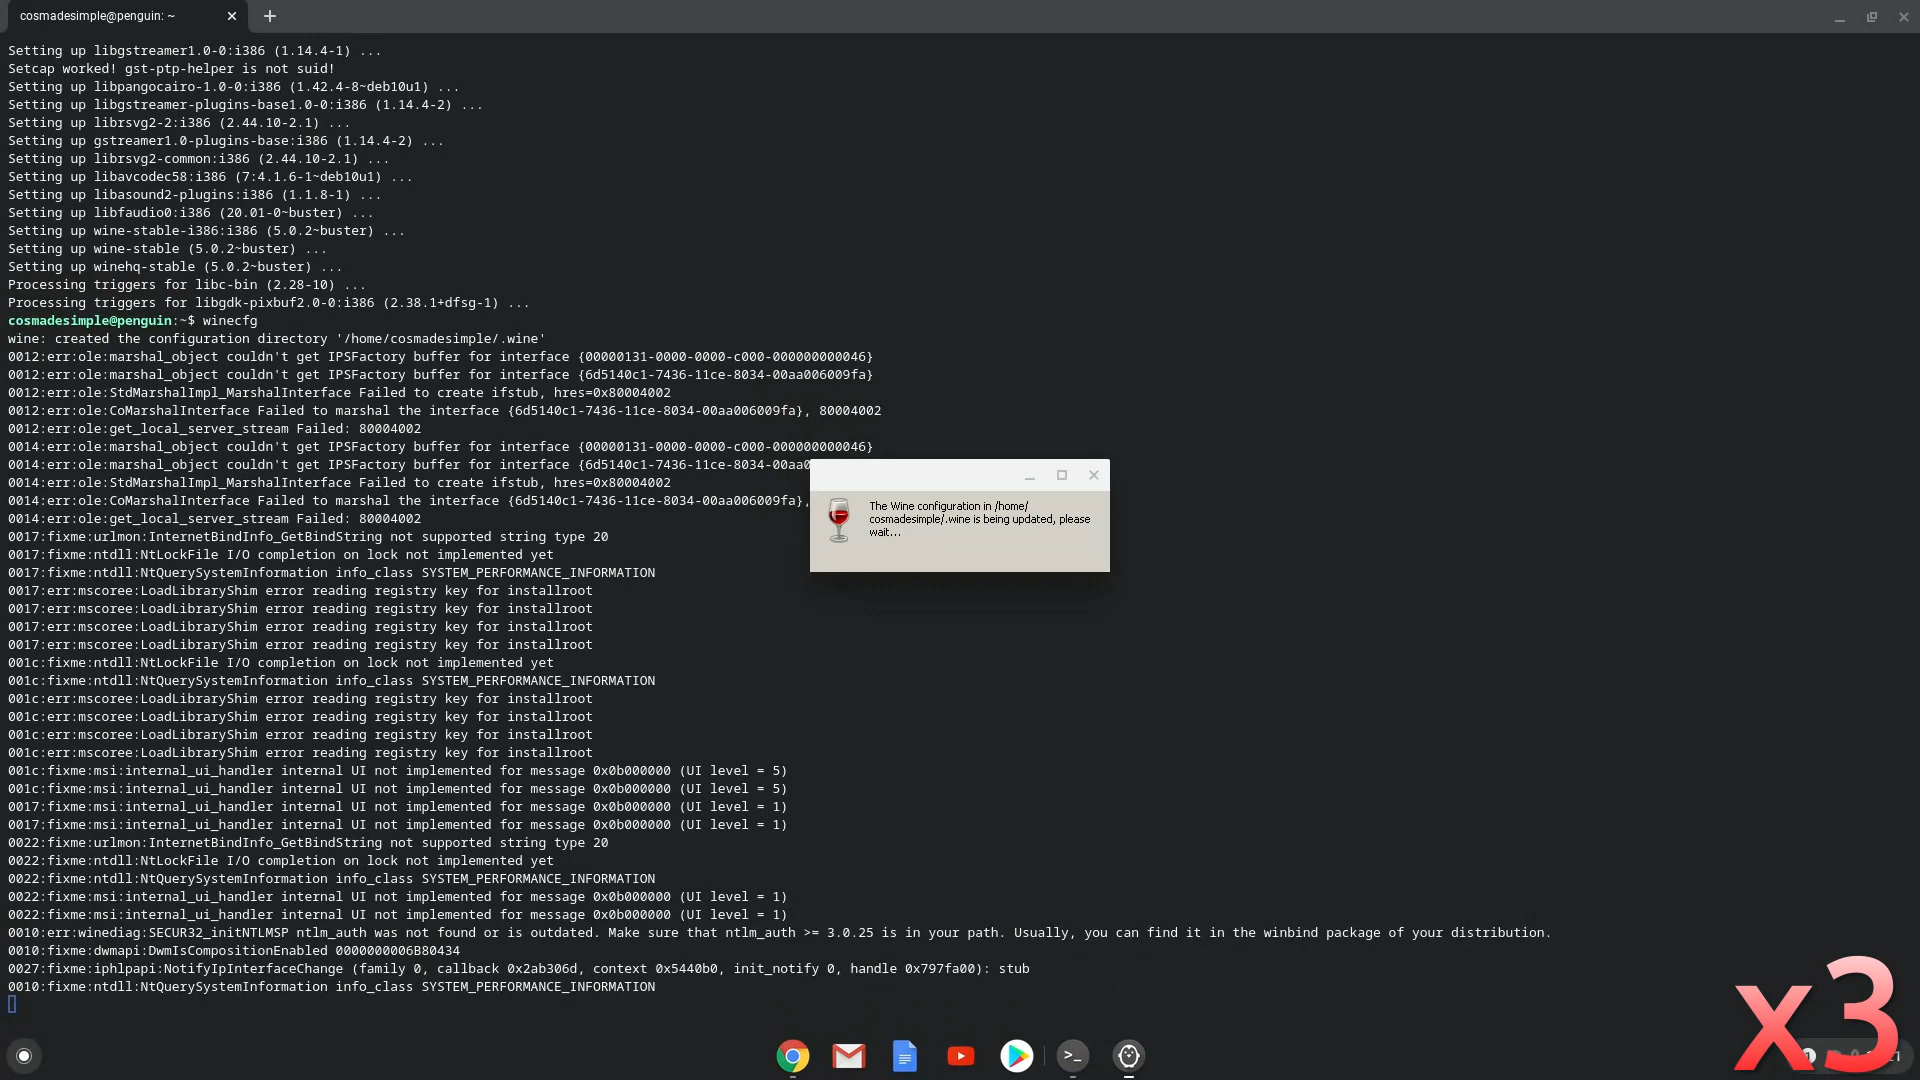 cosmadesimple@penguin: ~
Setting up libgstreamer1.0-0:i386 (1.14.4-1) ...
Setcap worked! gst-ptp-helper is not suid!
Setting up libpangocairo-1.0-0:i386 (1.42.4-8~deb10u1) ...
Setting up libgstreamer-plugins-base1.0-0:i386 (1.14.4-2) ...
Setting up librsvg2-2:i386 (2.44.10-2.1) ...
Setting up gstreamer1.0-plugins-base:i386 (1.14.4-2) ...
Setting up librsvg2-common:i386 (2.44.10-2.1) ...
Setting up libavcodec58:i386 (7:4.1.6-1~deb10u1) ...
Setting up libasound2-plugins:i386 (1.1.8-1) ...
Setting up libfaudio0:i386 (20.01-0~buster) ...
Setting up wine-stable-i386:i386 (5.0.2~buster) ...
Setting up wine-stable (5.0.2~buster) ...
Setting up winehq-stable (5.0.2~buster) ...
Processing triggers for libc-bin (2.28-10) ...
Processing triggers for libgdk-pixbuf2.0-0:i386 (2.38.1+dfsg-1) ...
cosmadesimple@penguin:~$ winecfg
wine: created the configuration directory '/home/cosmadesimple/.wine'
0012:err:ole:marshal_object couldn't get IPSFactory buffer for interface {00000131-0000-0000-c000-000000000046}
0012:err:ole:marshal_object couldn't get IPSFactory buffer for interface {6d5140c1-7436-11ce-8034-00aa006009fa}
0012:err:ole:StdMarshalImpl_MarshalInterface Failed to create ifstub, hres=0x80004002
0012:err:ole:CoMarshalInterface Failed to marshal the interface {6d5140c1-7436-11ce-8034-00aa006009fa}, 80004002
0012:err:ole:get_local_server_stream Failed: 80004002
0014:err:ole:marshal_object couldn't get IPSFactory buffer for interface {00000131-0000-0000-c000-000000000046}
0014:err:ole:marshal_object couldn't get IPSFactory buffer for interface {6d5140c1-7436-11ce-8034-00aa0
0014:err:ole:StdMarshalImpl_MarshalInterface Failed to create ifstub, hres=0x80004002
0014:err:ole:CoMarshalInterface Failed to marshal the interface {6d5140c1-7436-11ce-8034-00aa006009fa},
0014:err:ole:get_local_server_stream Failed: 80004002
0017:fixme:urlmon:InternetBindInfo_GetBindString not supported string type 20
0017:fixme:ntdll:NtLockFile I/O completion on lock not implemented yet
0017:fixme:ntdll:NtQuerySystemInformation info_class SYSTEM_PERFORMANCE_INFORMATION
0017:err:mscoree:LoadLibraryShim error reading registry key for installroot
0017:err:mscoree:LoadLibraryShim error reading registry key for installroot
0017:err:mscoree:LoadLibraryShim error reading registry key for installroot
0017:err:mscoree:LoadLibraryShim error reading registry key for installroot
001c:fixme:ntdll:NtLockFile I/O completion on lock not implemented yet
001c:fixme:ntdll:NtQuerySystemInformation info_class SYSTEM_PERFORMANCE_INFORMATION
001c:err:mscoree:LoadLibraryShim error reading registry key for installroot
001c:err:mscoree:LoadLibraryShim error reading registry key for installroot
001c:err:mscoree:LoadLibraryShim error reading registry key for installroot
001c:err:mscoree:LoadLibraryShim error reading registry key for installroot
001c:fixme:msi:internal_ui_handler internal UI not implemented for message 0x0b000000 (UI level = 5)
001c:fixme:msi:internal_ui_handler internal UI not implemented for message 0x0b000000 (UI level = 5)
0017:fixme:msi:internal_ui_handler internal UI not implemented for message 0x0b000000 (UI level = 1)
0017:fixme:msi:internal_ui_handler internal UI not implemented for message 0x0b000000 (UI level = 1)
0022:fixme:urlmon:InternetBindInfo_GetBindString not supported string type 20
0022:fixme:ntdll:NtLockFile I/O completion on lock not implemented yet
0022:fixme:ntdll:NtQuerySystemInformation info_class SYSTEM_PERFORMANCE_INFORMATION
0022:fixme:msi:internal_ui_handler internal UI not implemented for message 0x0b000000 (UI level = 1)
0022:fixme:msi:internal_ui_handler internal UI not implemented for message 0x0b000000 (UI level = 1)
0010:err:winediag:SECUR32_initNTLMSP ntlm_auth was not found or is outdated. Make sure that ntlm_auth >= 3.0.25 is in your path. Usually, you can find it in the winbind package of your distribution.
0010:fixme:dwmapi:DwmIsCompositionEnabled 0000000006B80434
0027:fixme:iphlpapi:NotifyIpInterfaceChange (family 0, callback 0x2ab306d, context 0x5440b0, init_notify 0, handle 0x797fa00): stub
0010:fixme:ntdll:NtQuerySystemInformation info_class SYSTEM_PERFORMANCE_INFORMATION
The Wine configuration in /home/
cosmadesimple/.wine is being updated, please
wait...
x3